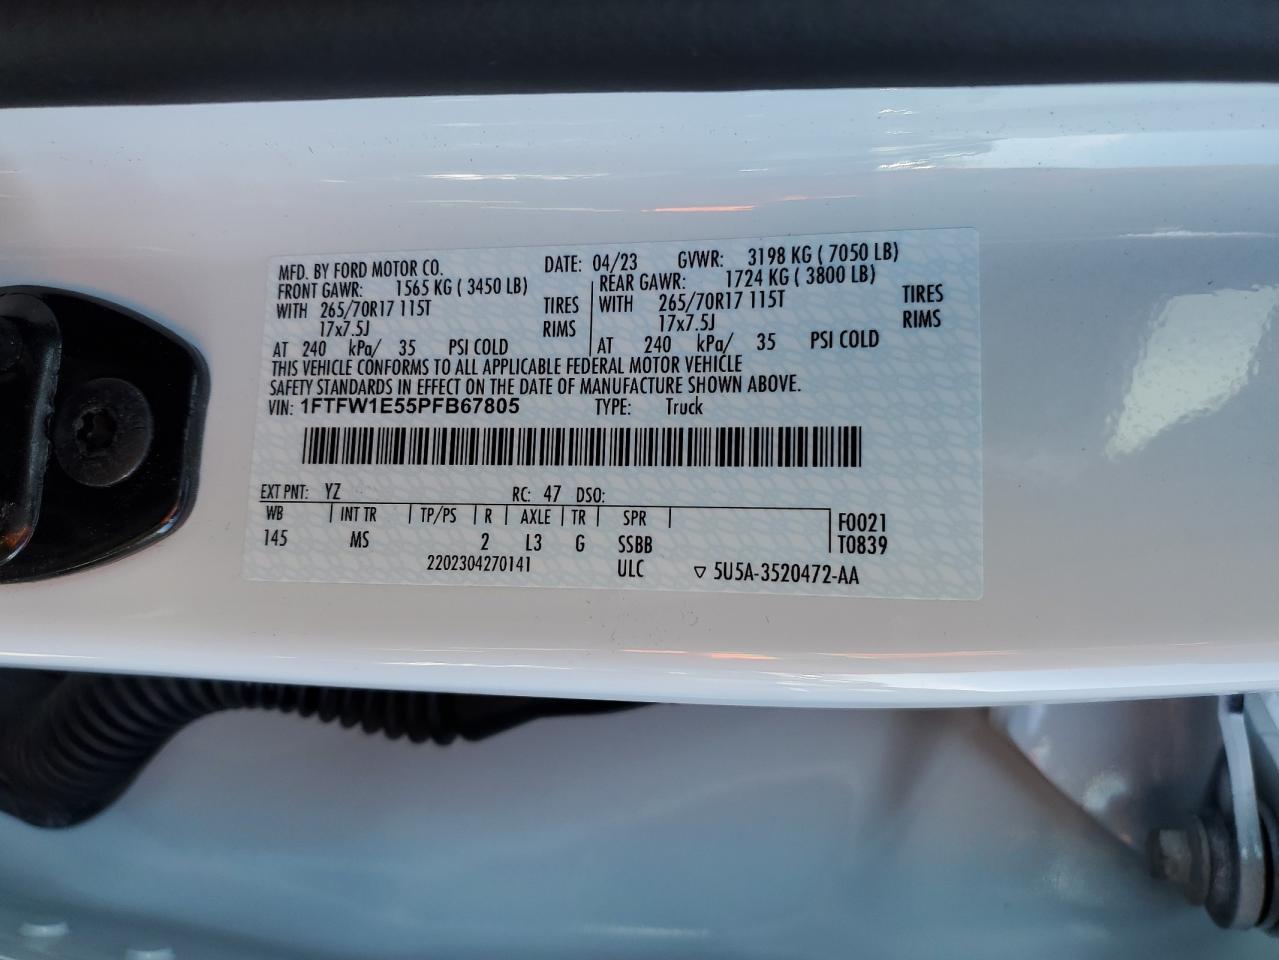 MFD. BY FORD MOTOR CO. DATE: 04/23 GVWR: 3198 KG ( 7050 LB)
FRONT GAWR: 1565 KG ( 3450 LB) REAR GAWR: 1724 KG ( 3800 LB)
WITH 265/70R17 115T TIRES WITH 265/70R17 115T TIRES
17x7.5J RIMS 17x7.5J RIMS
AT 240 kPa/ 35 PSI COLD AT 240 kPa/ 35 PSI COLD
THIS VEHICLE CONFORMS TO ALL APPLICABLE FEDERAL MOTOR VEHICLE
SAFETY STANDARDS IN EFFECT ON THE DATE OF MANUFACTURE SHOWN ABOVE.
VIN: 1FTFW1E55PFB67805 TYPE: Truck
EXT PNT: YZ RC: 47 DSO:
WB INT TR TP/PS R AXLE TR SPR F0021
145 MS 2 L3 G SSBB T0839
2202304270141 ULC ▽ 5U5A-3520472-AA